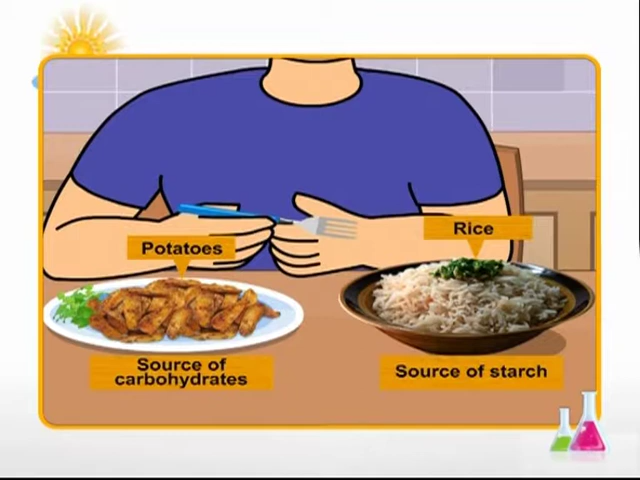 Rice
Potatoes
Source of
carbohydrates
Source of starch